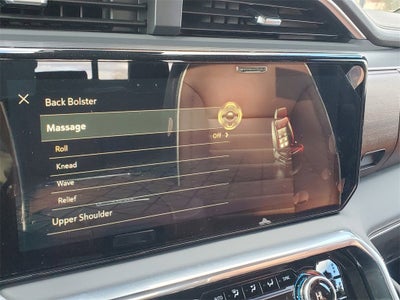 Back Bolster
Massage
Roll
Off
Knead
Wave
Relief
Upper Shoulder